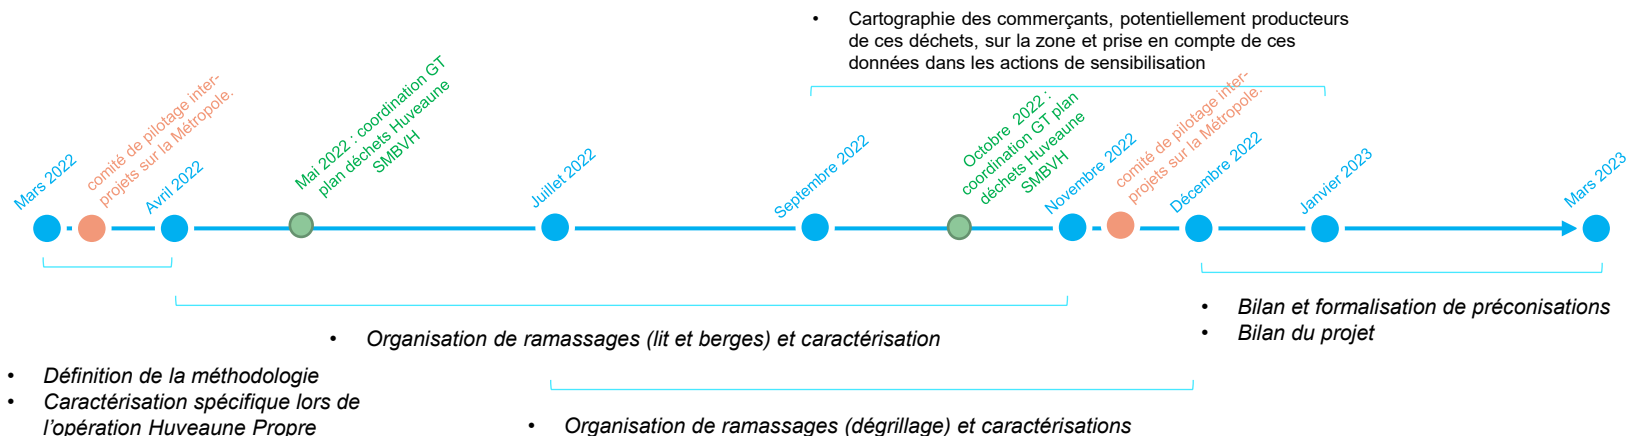 • Cartographie des commerçants, potentiellement producteurs
de ces déchets, sur la zone et prise en compte de ces
données dans les actions de sensibilisation
Mars 2022
comité de pilotage inter-
projets sur la Métropole.
Avril 2022
Mai 2022 : coordination GT
plan déchets Huveaune
SMBVH
Juillet 2022
Septembre 2022
Octobre 2022 :
coordination GT plan
déchets Huveaune
SMBVH
Novembre 2022
comité de pilotage inter-
projets sur la Métropole.
Décembre 2022
Janvier 2023
Mars 2023
• Bilan et formalisation de préconisations
• Bilan du projet
• Organisation de ramassages (lit et berges) et caractérisation
• Définition de la méthodologie
• Caractérisation spécifique lors de
l'opération Huveaune Propre
• Organisation de ramassages (dégrillage) et caractérisations